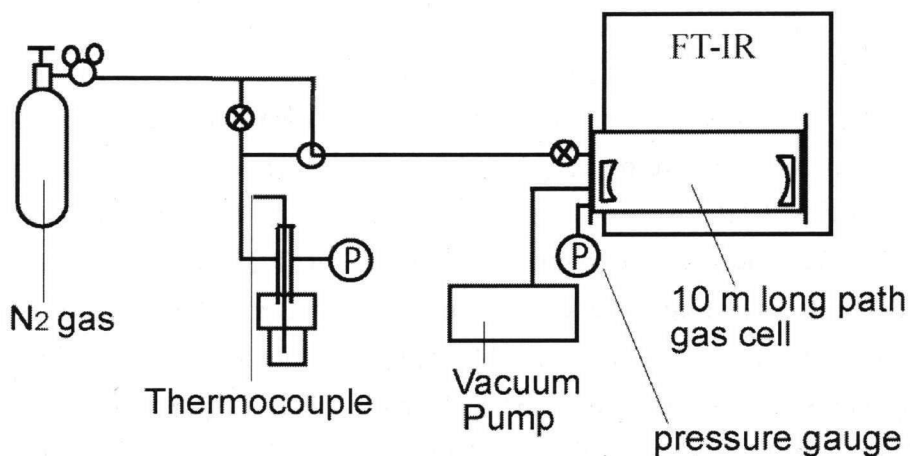 FT-IR
N2 gas
Thermocouple
P
P
Vacuum
Pump
10 m long path
gas cell
pressure gauge